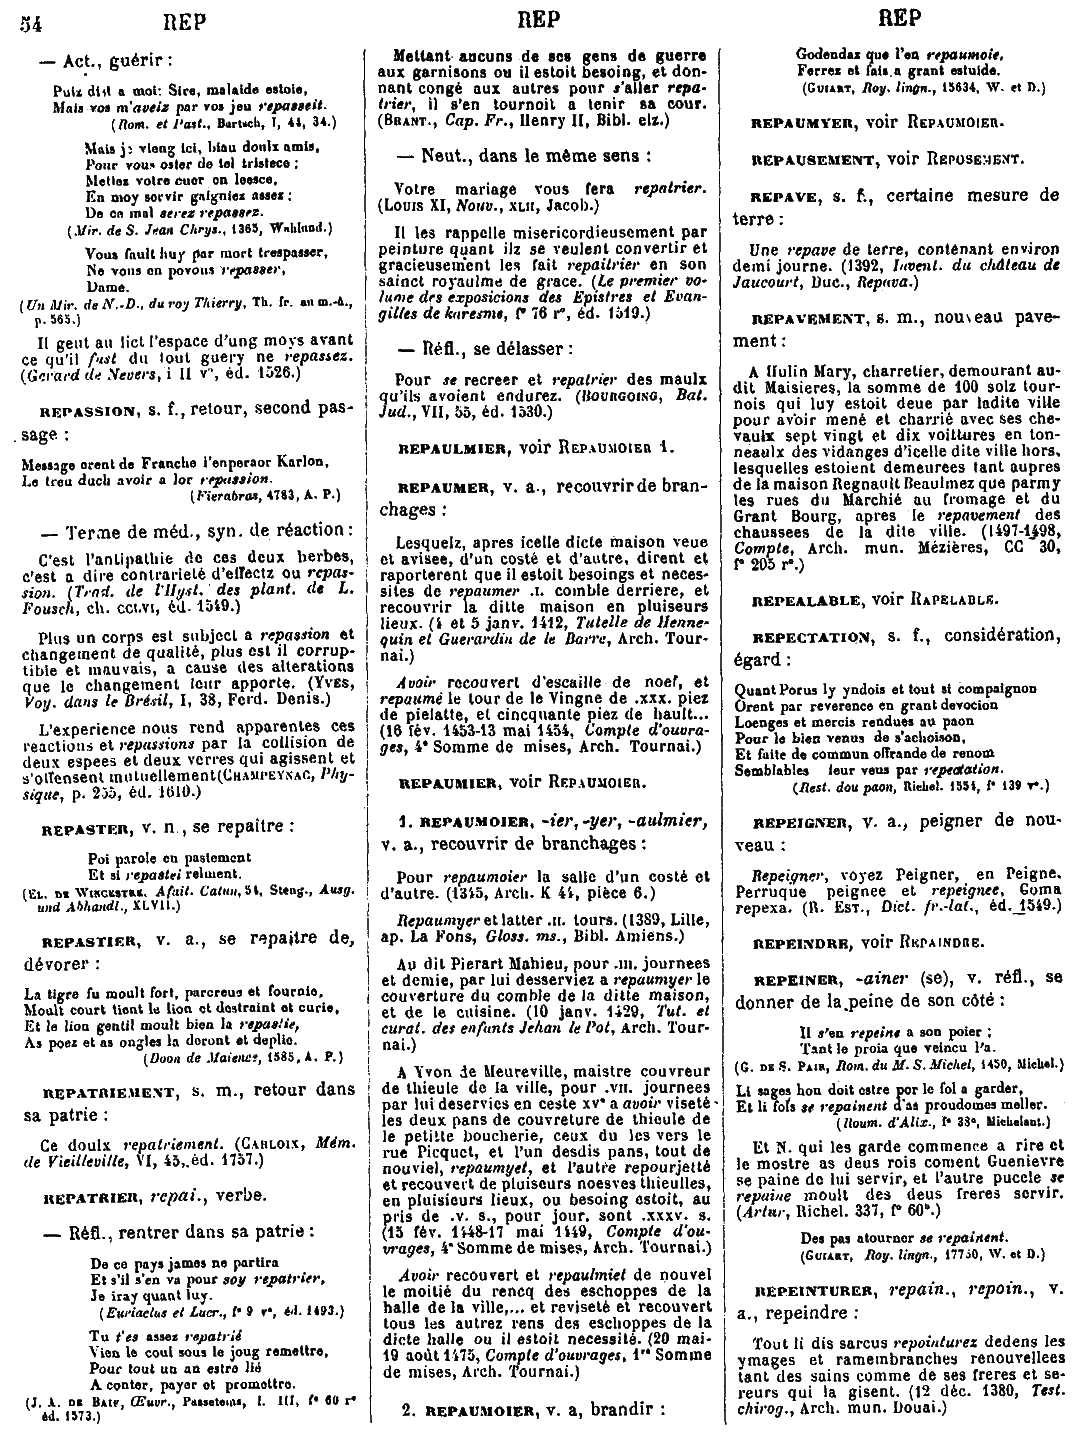 54 REP REP REP
— Act., guérir :
Puiz dist a moi: Sire, malaide estoie,
Mais vos m'aveiz par vos jeu repasseit.
(Rom. et Past., Bartsch, I, 44, 34.)
Mais je vieng ici, biau doulx amis,
Pour vous oster de tel tristece ;
Mettez votre cuer en leesce,
En moy servir gaigniez assez ;
De ce mal serez repassez.
(Mir. de S. Jean Chrys., 1365, Wahlund.)
Vous fault huy par mort trespasser,
Ne vous en povons repasser,
Dame.
(Un Mir. de N.-D., du roy Thierry, Th. fr. au m.-â.,
p. 565.)
Il geut au lict l'espace d'ung moys avant
ce qu'il fust du tout guery ne repassez.
(Gerard de Nevers, i II v°, éd. 1526.)
REPASSION, s. f., retour, second pas-
sage :
Message orent de Franche l'enperaor Karlon,
Le treu duch avoir a lor repassion.
(Fierabras, 4783, A. P.)
— Terme de méd., syn. de réaction :
C'est l'antipathie de ces deux herbes,
c'est a dire contrarieté d'effectz ou repas-
sion. (Trad. de l'Hyst. des plant. de L.
Fousch, ch. CCLVI, éd. 1549.)
Plus un corps est subject a repassion et
changement de qualité, plus est il corrup-
tible et mauvais, a cause des alterations
que le changement leur apporte. (YVES,
Voy. dans le Brésil, I, 38, Ferd. Denis.)
L'experience nous rend apparentes ces
reactions et repassions par la collision de
deux espees et deux verres qui agissent et
s'offensent mutuellement (CHAMPEYNAC, Phy-
sique, p. 255, éd. 1610.)
REPASTER, v. n., se repaître :
Poi parole en pastement
Et si repastei relment.
(EL. DE WINCESTRE, Afait. Catun, 54, Steng., Ausg.
und Abhandl., XLVII.)
REPASTIER, v. a., se repaître de,
dévorer :
La tigre fu moult fort, parcreus et fournie,
Moult court tient le lion et destraint et curie,
Et le lion gentil moult bien la repastie,
As poez et as ongles la deront et deplie.
(Doon de Maience, 1585, A. P.)
REPATRIEMENT, s. m., retour dans
sa patrie :
Ce doulx repatriement. (CARLOIX, Mém.
de Vieilleville, VI, 45, éd. 1757.)
REPATRIER, repai., verbe.
— Réfl., rentrer dans sa patrie :
De ce pays james ne partira
Et s'il s'en va pour soy repatrier,
Je iray quant luy.
(Euriacus et Lucr., f° 9 v°, éd. 1493.)
Tu t'es assez repatrié
Vien le coul sous le joug remettre,
Pour tout un an estre lié
A conter, payer et promettre.
(J. A. DE BAIF, Œuvr., Passetems, l. III, f° 60 r°
éd. 1573.)
Mettant aucuns de ses gens de guerre
aux garnisons ou il estoit besoing, et don-
nant congé aux autres pour s'aller repa-
trier, il s'en tournoit a tenir sa cour.
(BRANT., Cap. Fr., Henry II, Bibl. elz.)
— Neut., dans le même sens :
Votre mariage vous fera repatrier.
(LOUIS XI, Nouv., XLII, Jacob.)
Il les rappelle misericordieusement par
peinture quant ilz se veulent convertir et
gracieusement les fait repaitrier en son
sainct royaulme de grace. (Le premier vo-
lume des exposicions des Epistres et Evan-
gilles de karesme, f° 76 r°, éd. 1519.)
— Réfl., se délasser :
Pour se recreer et repatrier des maulx
qu'ils avoient endurez. (BOURGOING, Bat.
Jud., VII, 55, éd. 1530.)
REPAULMIER, voir REPAUMOIER 1.
REPAUMER, v. a., recouvrir de bran-
chages :
Lesquelz, apres icelle dicte maison veue
et avisee, d'un costé et d'autre, dirent et
raporterent que il estoit besoings et neces-
sites de repaumer .I. comble derriere, et
recouvrir la ditte maison en pluiseurs
lieux. (4 et 5 janv. 1412, Tutelle de Henne-
quin et Guerardin de le Barre, Arch. Tour-
nai.)
Avoir recouvert d'escaille de noef, et
repaumé le tour de le Vingne de .XXX. piez
de pielatte, et cincquante piez de hault...
(16 fév. 1453-13 mai 1454, Compte d'ouvra-
ges, 4° Somme de mises, Arch. Tournai.)
REPAUMIER, voir REPAUMOIER.
1. REPAUMOIER, -ier, -yer, -aulmier,
v. a., recouvrir de branchages :
Pour repaumoier la salle d'un costé et
d'autre. (1345, Arch. K 44, pièce 6.)
Repaumyer et latter .II. tours. (1389, Lille,
ap. La Fons, Gloss. ms., Bibl. Amiens.)
Au dit Pierart Mahieu, pour .III. journees
et demie, par lui desserviez a repaumyer le
couverture du comble de la ditte maison,
et de le cuisine. (10 janv. 1429, Tut. et
curat. des enfants Jehan le Pot, Arch. Tour-
nai.)
A Yvon de Meureville, maistre couvreur
de thieule de la ville, pour .VII. journees
par lui deservies en ceste xv° a avoir viseté
les deux pans de couvreture de thieule de
le petitte boucherie, ceux du les vers le
rue Picquet, et l'un desdis pans, tout de
nouviel, repaumyet, et l'autre repourjetté
et recouvert de pluiseurs noesves thieulles,
en pluisieurs lieux, ou besoing estoit, au
pris de .v. s., pour jour, sont .xxxv. s.
(15 fév. 1448-17 mai 1449, Compte d'ou-
vrages, 4° Somme de mises, Arch. Tournai.)
Avoir recouvert et repaulmiet de nouvel
le moitié du rencq des eschoppes de la
halle de la ville,... et reviseté et recouvert
tous les autrez rens des eschoppes de la
dicte halle ou il estoit necessité. (20 mai-
19 août 1475, Compte d'ouvrages, 1re Somme
de mises, Arch. Tournai.)
2. REPAUMOIER, v. a, brandir :
Godendaz que l'en repaumoie,
Ferrez et fais a grant estuide.
(GUIART, Roy. lingn., 15634, W. et D.)
REPAUMYER, voir REPAUMOIER.
REPAUSEMENT, voir REPOSEMENT.
REPAVE, s. f., certaine mesure de
terre :
Une repave de terre, contenant environ
demi journe. (1392, Invent. du château de
Jaucourt, Duc., Repava.)
REPAVEMENT, s. m., nouveau pave-
ment :
A Hulin Mary, charretier, demourant au-
dit Maisieres, la somme de 100 solz tour-
nois qui luy estoit deue par ladite ville
pour avoir mené et charrié avec ses che-
vaulx sept vingt et dix voittures en ton-
neaulx des vidanges d'icelle dite ville hors,
lesquelles estoient demeurees tant aupres
de la maison Regnault Beaulmez que parmy
les rues du Marchié au fromage et du
Grant Bourg, apres le repavement des
chaussees de la dite ville. (1497-1498,
Compte, Arch. mun. Mézières, CC 30,
f° 205 r°.)
REPEALABLE, voir RAPELABLE.
REPECTATION, s. f., considération,
égard :
Quant Porus ly yndois et tout si compaignon
Orent par reverence en grant devocion
Loenges et mercis rendues au paon
Pour le bien venus de s'achoison,
Et faite de commun offrande de renom
Semblables leur veus par repectation.
(Rest. dou paon, Richel. 1554, f° 139 v°.)
REPEIGNER, v. a., peigner de nou-
veau :
Repeigner, voyez Peigner, en Peigne.
Perruque peignee et repeignee. Coma
repexa. (R. EST., Dict. fr.-lat., éd. 1549.)
REPEINDRE, voir REPAINDRE.
REPEINER, -ainer (se), v. réfl., se
donner de la peine de son côté :
Il s'en repeine a son poier ;
Tant le proia que veincu l'a.
(G. DE S. PAIR, Rom. du M. S. Michel, 1450, Michel.)
Li sages hon doit estre por le fol a garder,
Et li fols se repainent d'as proudomes meller.
(Roum. d'Alix., f° 33c, Michelant.)
Et N. qui les garde commence a rire et
le mostre as deus rois coment Guenievre
se paine de lui servir, et l'autre pucele se
repaine moult des deus freres servir.
(Artur, Richel. 337, f° 60b.)
Des pas atourner se repainent.
(GUIART, Roy. lingn., 17750, W. et D.)
REPEINTURER, repain., repoin., v.
a., repeindre :
Tout li dis sarcus repointurez dedens les
ymages et ramembranches renouvellees
tant des sains comme de ses freres et se-
reurs qui la gisent. (12 déc. 1380, Test.
chirog., Arch. mun. Douai.)